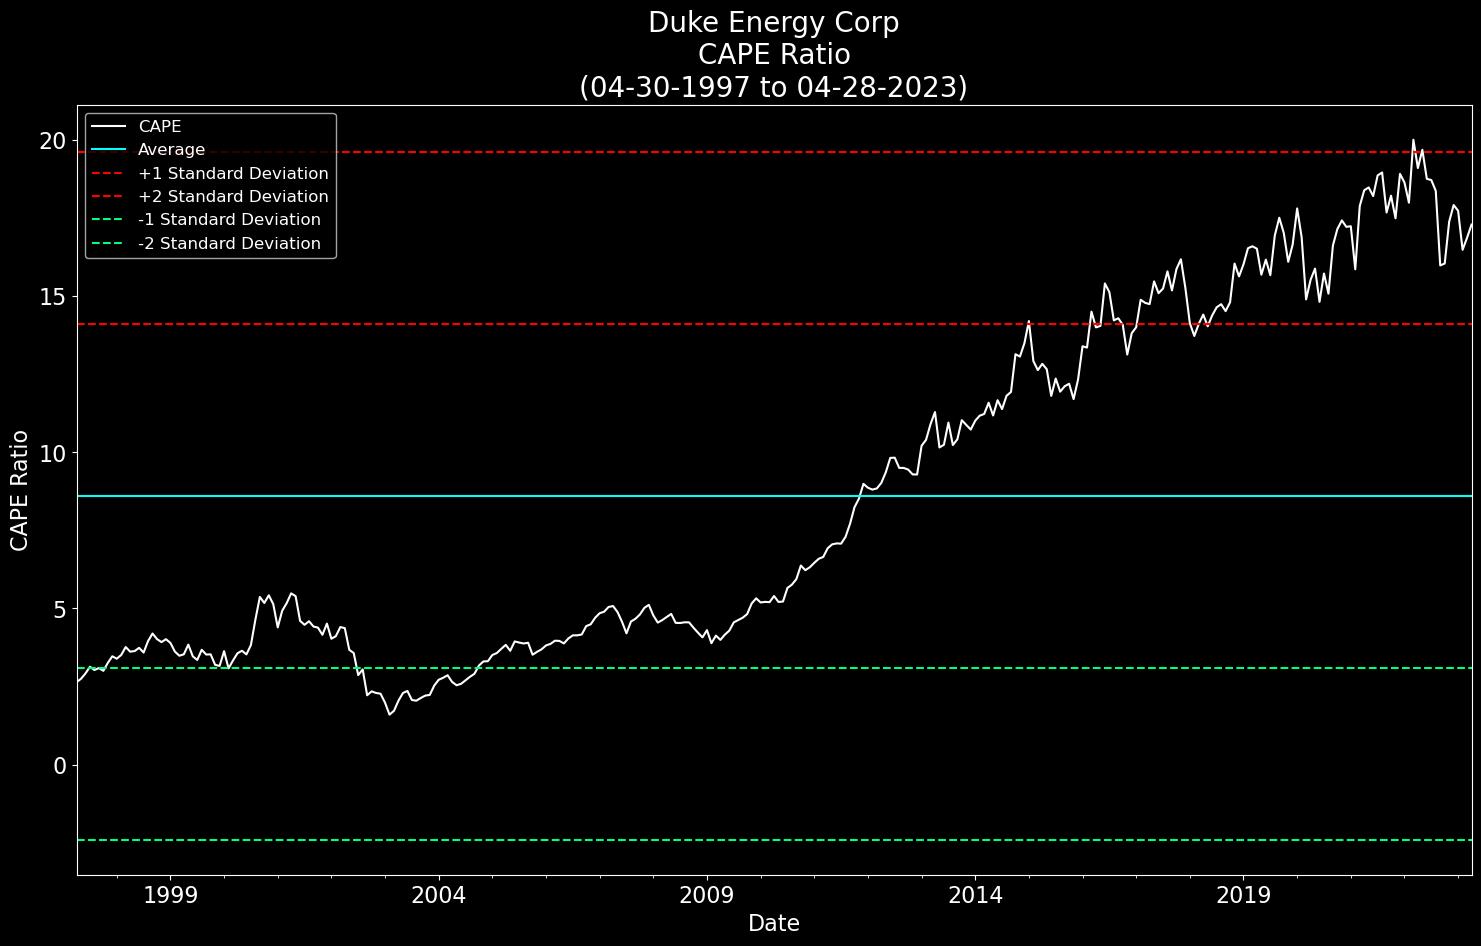 Duke Energy Corp
CAPE Ratio
(04-30-1997 to 04-28-2023)
CAPE
Average
+1 Standard Deviation
+2 Standard Deviation
-1 Standard Deviation
-2 Standard Deviation
20
15
10
5
0
CAPE Ratio
1999 2004 2009 2014 2019
Date